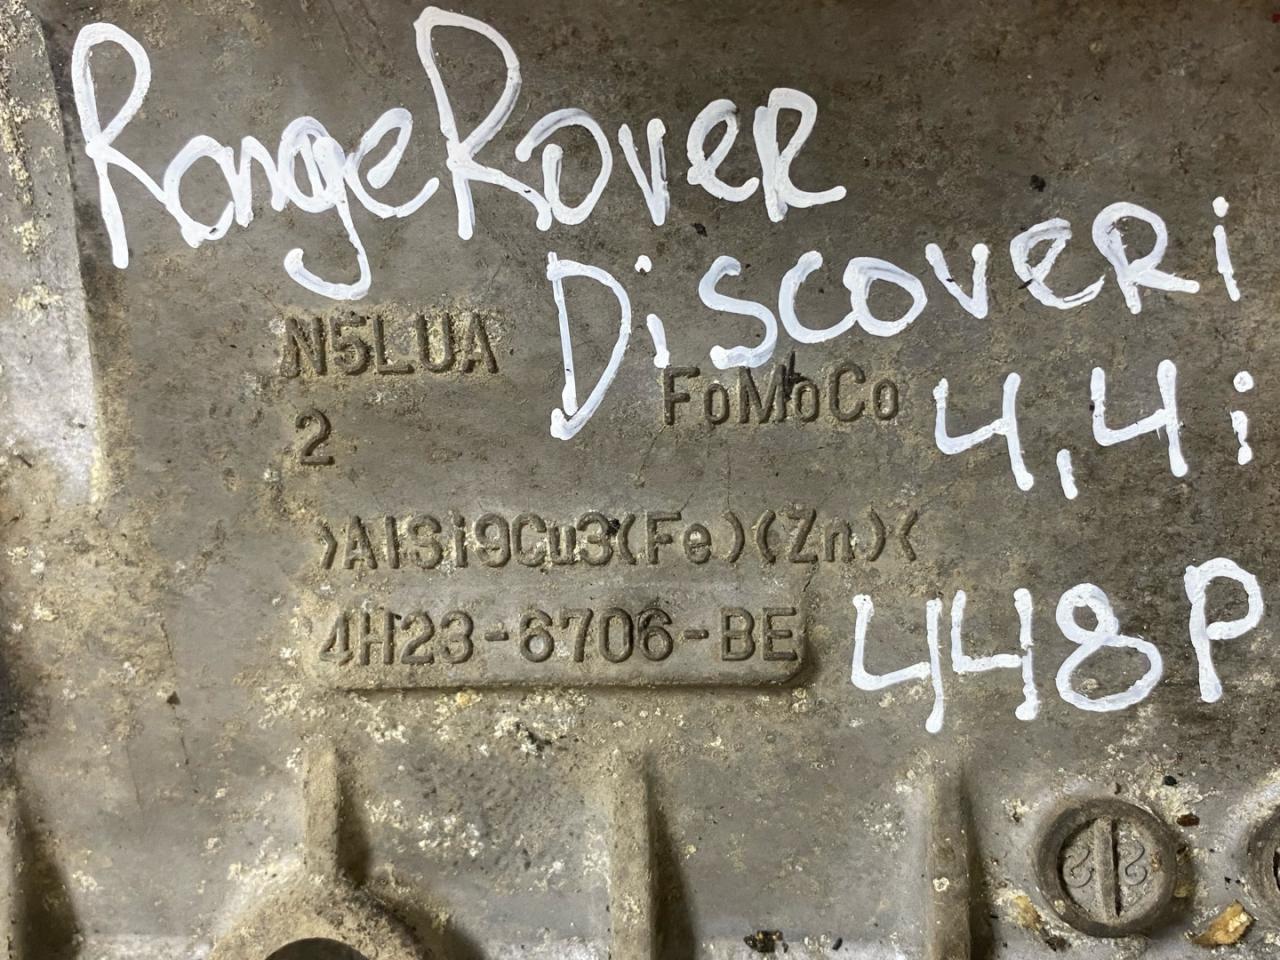 RangeRover
DiscoveRi
N5LUA
FoMoCo
4,4i
2
>AlSi9Cu3(Fe)(Zn)<
4H23-6706-BE
448P